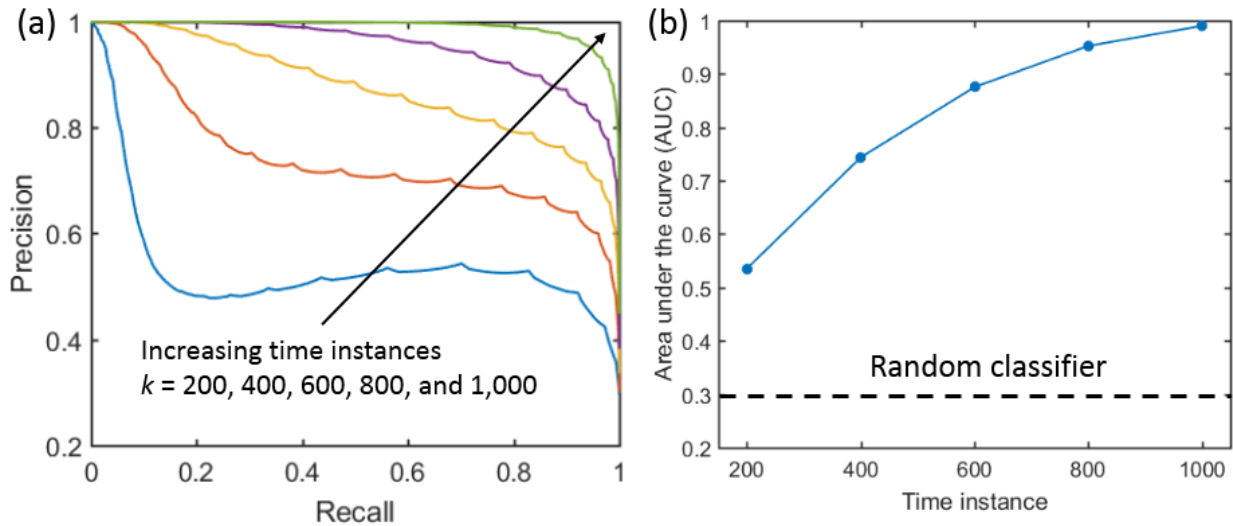 (a)
1
0.8
0.6
0.4
0.2
0 0.2 0.4 0.6 0.8 1
Precision
Recall
Increasing time instances
k = 200, 400, 600, 800, and 1,000
(b)
1
0.9
0.8
0.7
0.6
0.5
0.4
0.3
0.2
200 400 600 800 1000
Area under the curve (AUC)
Time instance
Random classifier